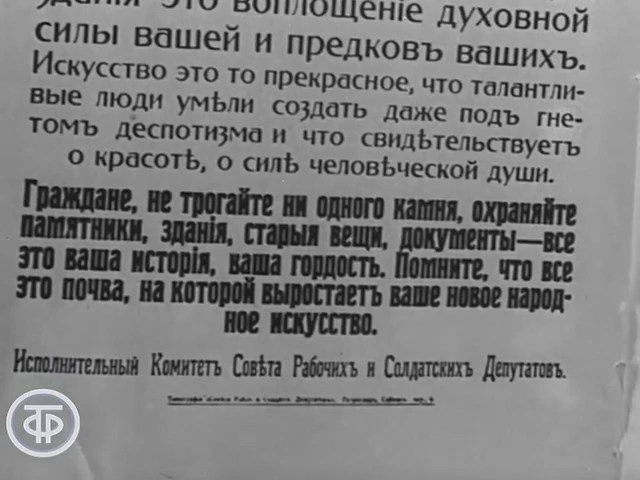 зданія это воплощеніе духовной
силы вашей и предковъ вашихъ.
Искусство это то прекрасное, что талантли-
вые люди умѣли создать даже подъ гне-
томъ деспотизма и что свидѣтельствуетъ
о красотѣ, о силѣ человѣческой души.
Граждане, не трогайте ни одного камня, охраняйте
памятники, зданія, старыя вещи, документы—все
это ваша исторія, ваша гордость. Помните, что все
это почва, на которой выростаетъ ваше новое народ-
ное искусство.
Исполнительный Комитетъ Совѣта Рабочихъ и Солдатскихъ Депутатовъ.